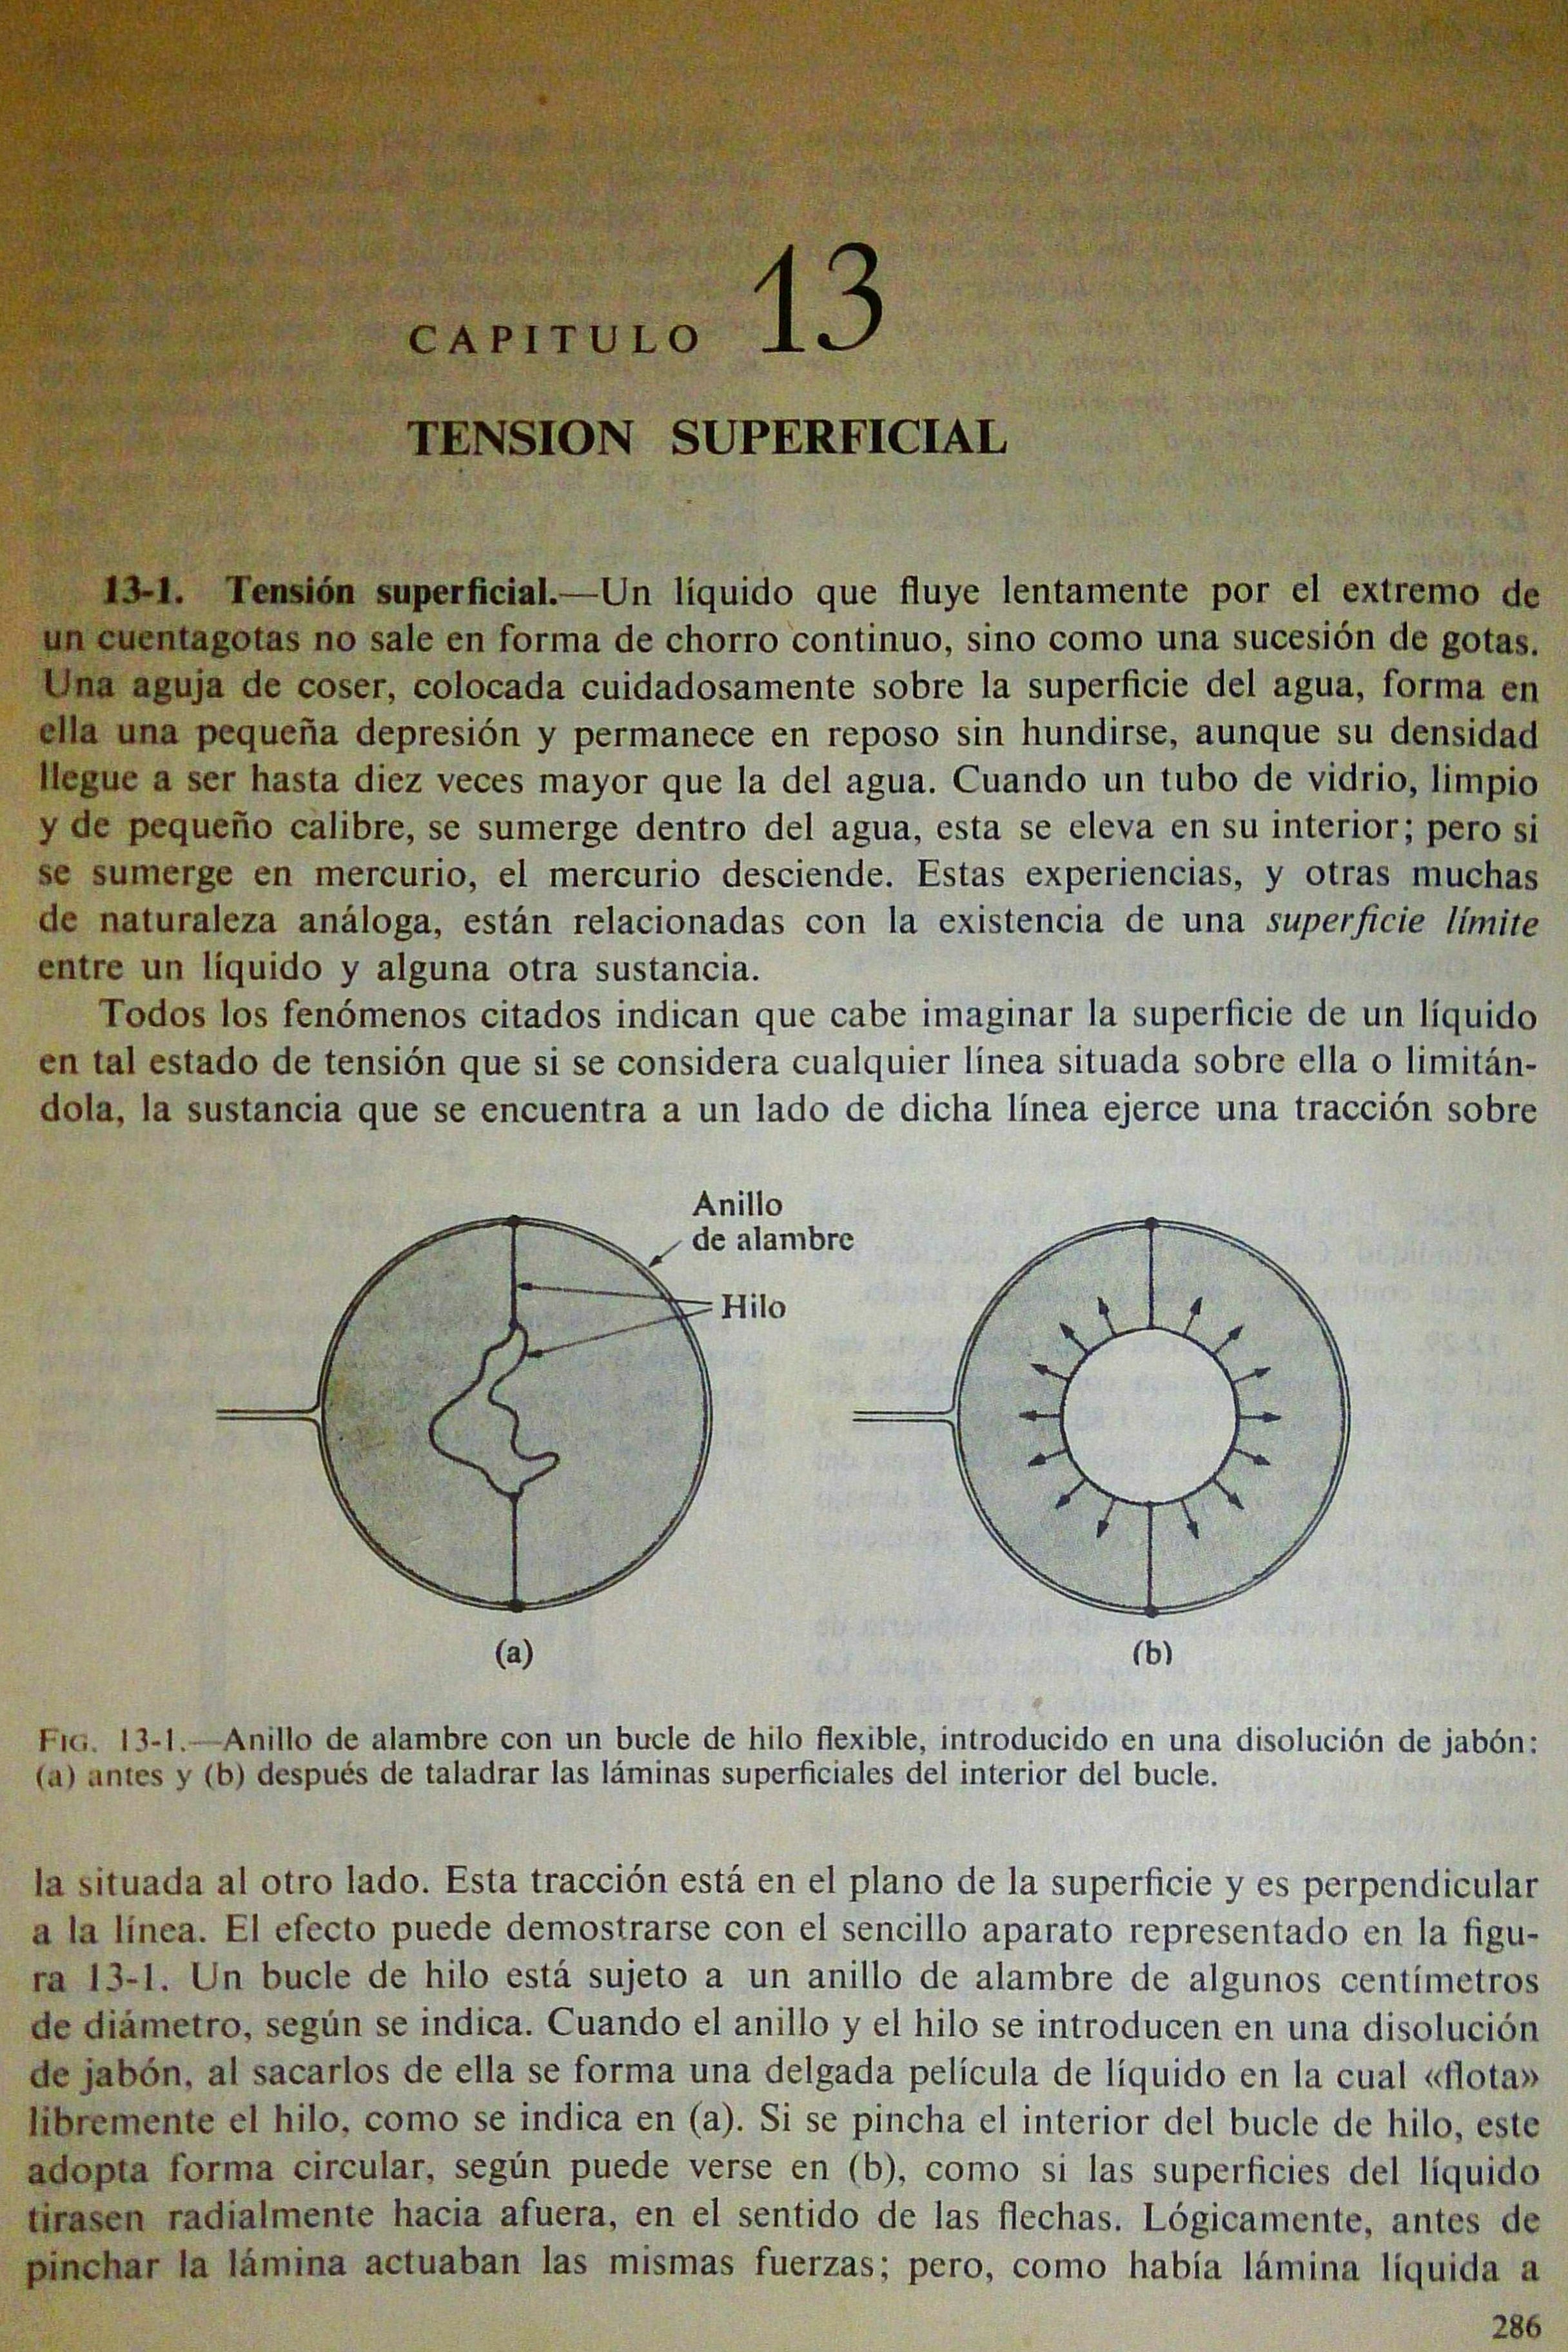 CAPITULO 13
TENSION SUPERFICIAL
13-1. Tensión superficial.—Un líquido que fluye lentamente por el extremo de
un cuentagotas no sale en forma de chorro continuo, sino como una sucesión de gotas.
Una aguja de coser, colocada cuidadosamente sobre la superficie del agua, forma en
ella una pequeña depresión y permanece en reposo sin hundirse, aunque su densidad
llegue a ser hasta diez veces mayor que la del agua. Cuando un tubo de vidrio, limpio
y de pequeño calibre, se sumerge dentro del agua, esta se eleva en su interior; pero si
se sumerge en mercurio, el mercurio desciende. Estas experiencias, y otras muchas
de naturaleza análoga, están relacionadas con la existencia de una superficie límite
entre un líquido y alguna otra sustancia.
Todos los fenómenos citados indican que cabe imaginar la superficie de un líquido
en tal estado de tensión que si se considera cualquier línea situada sobre ella o limitán-
dola, la sustancia que se encuentra a un lado de dicha línea ejerce una tracción sobre
Anillo
de alambre
Hilo
(a)
(b)
FIG. 13-1.—Anillo de alambre con un bucle de hilo flexible, introducido en una disolución de jabón:
(a) antes y (b) después de taladrar las láminas superficiales del interior del bucle.
la situada al otro lado. Esta tracción está en el plano de la superficie y es perpendicular
a la línea. El efecto puede demostrarse con el sencillo aparato representado en la figu-
ra 13-1. Un bucle de hilo está sujeto a un anillo de alambre de algunos centímetros
de diámetro, según se indica. Cuando el anillo y el hilo se introducen en una disolución
de jabón, al sacarlos de ella se forma una delgada película de líquido en la cual «flota»
libremente el hilo, como se indica en (a). Si se pincha el interior del bucle de hilo, este
adopta forma circular, según puede verse en (b), como si las superficies del líquido
tirasen radialmente hacia afuera, en el sentido de las flechas. Lógicamente, antes de
pinchar la lámina actuaban las mismas fuerzas; pero, como había lámina líquida a
286